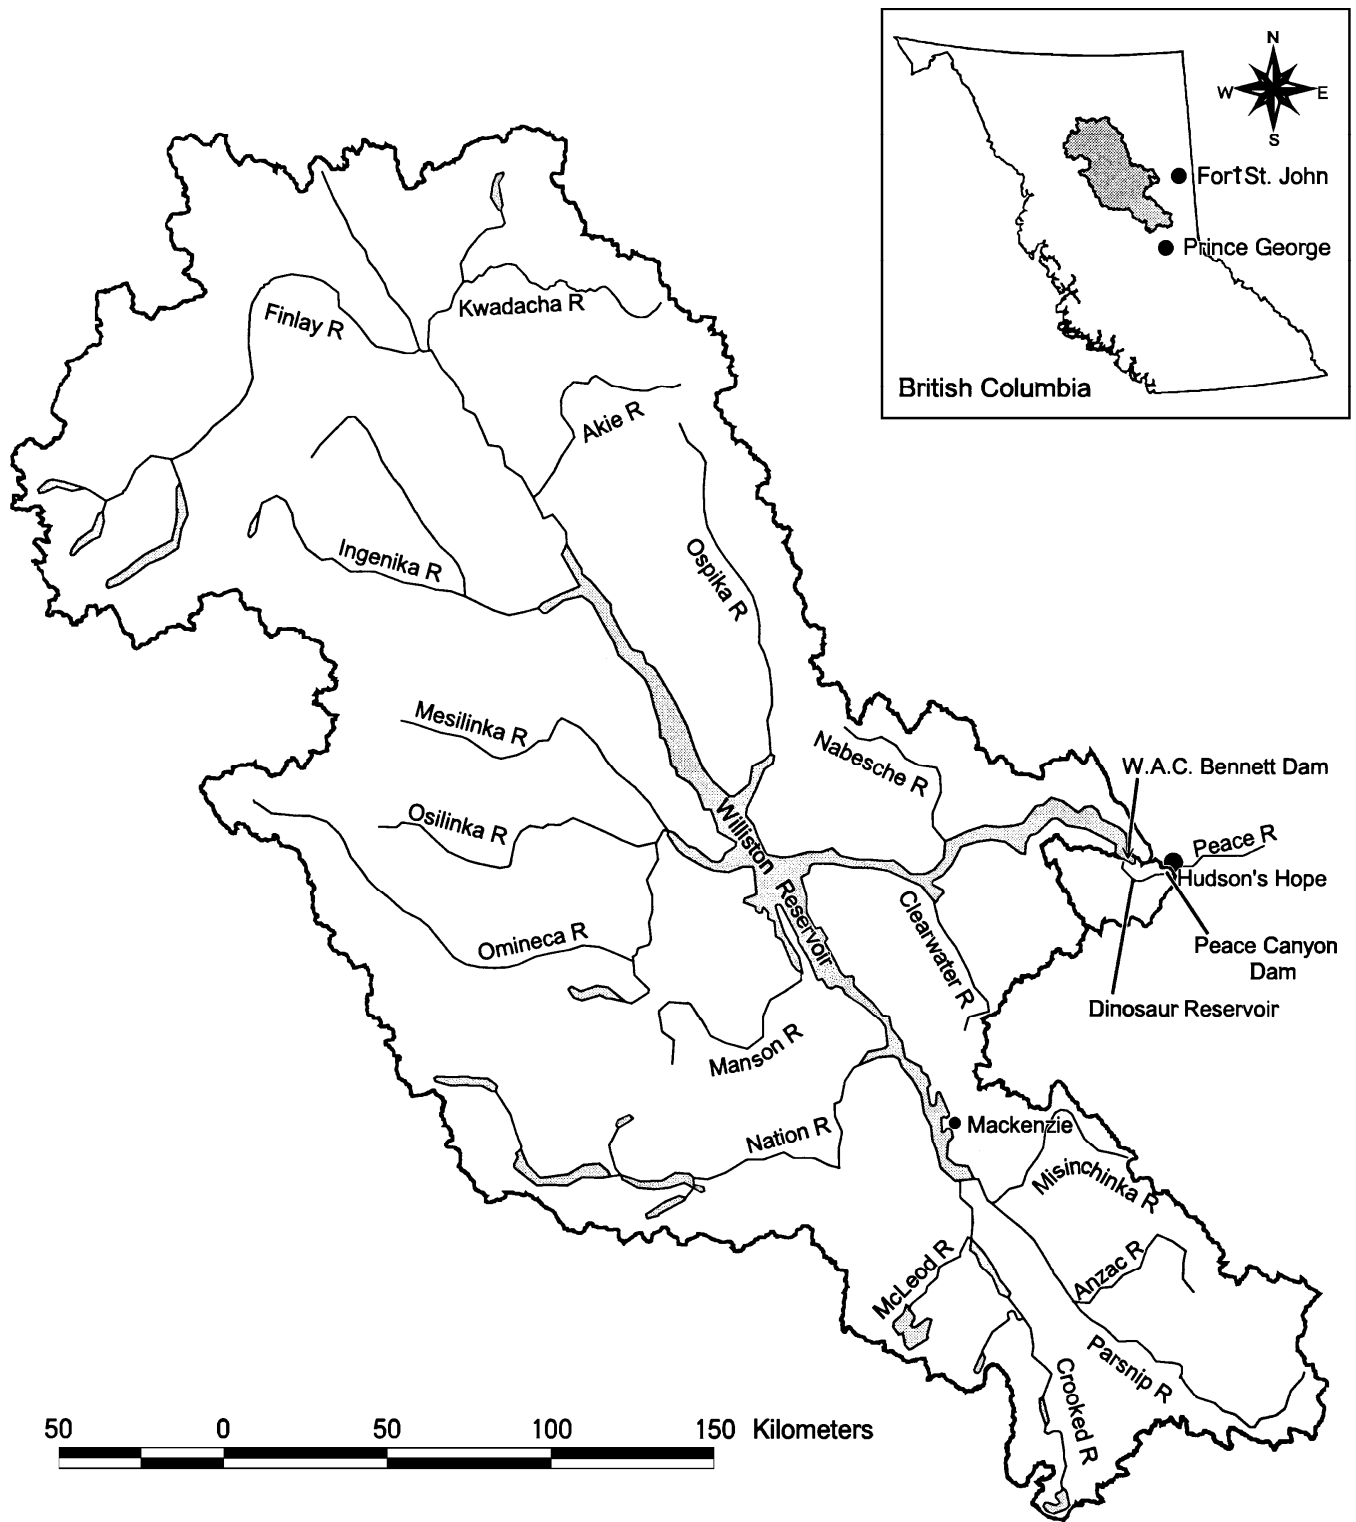 N
W E
S
Fort St. John
Prince George
British Columbia
Finlay R
Kwadacha R
Akie R
Ingenika R
Ospika R
Mesilinka R
Nabesche R
W.A.C. Bennett Dam
Osilinka R
Williston Reservoir
Peace R
Hudson's Hope
Clearwater R
Omineca R
Peace Canyon
Dam
Dinosaur Reservoir
Manson R
Nation R
Mackenzie
Misinchinka R
McLeod R
Anzac R
Parsnip R
Crooked R
50 0 50 100 150 Kilometers